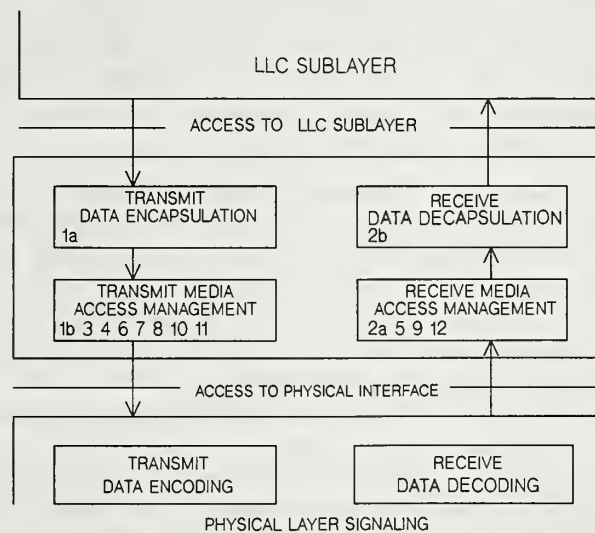 LLC SUBLAYER
ACCESS TO LLC SUBLAYER
TRANSMIT
DATA ENCAPSULATION
1a
RECEIVE
DATA DECAPSULATION
2b
TRANSMIT MEDIA
ACCESS MANAGEMENT
1b 3 4 6 7 8 10 11
RECEIVE MEDIA
ACCESS MANAGEMENT
2a 5 9 12
ACCESS TO PHYSICAL INTERFACE
TRANSMIT
DATA ENCODING
RECEIVE
DATA DECODING
PHYSICAL LAYER SIGNALING